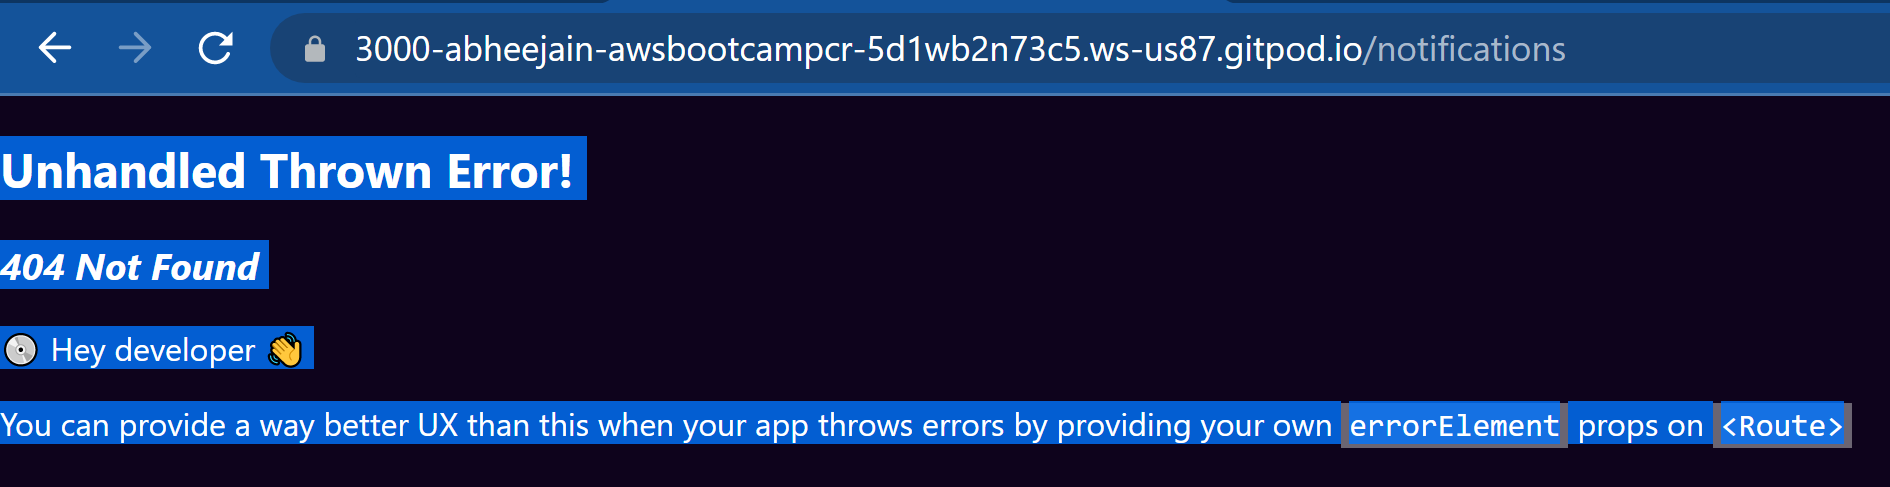 3000-abheejain-awsbootcampcr-5d1wb2n73c5.ws-us87.gitpod.io/notifications
Unhandled Thrown Error!
404 Not Found
💿 Hey developer 👋
You can provide a way better UX than this when your app throws errors by providing your own errorElement props on <Route>